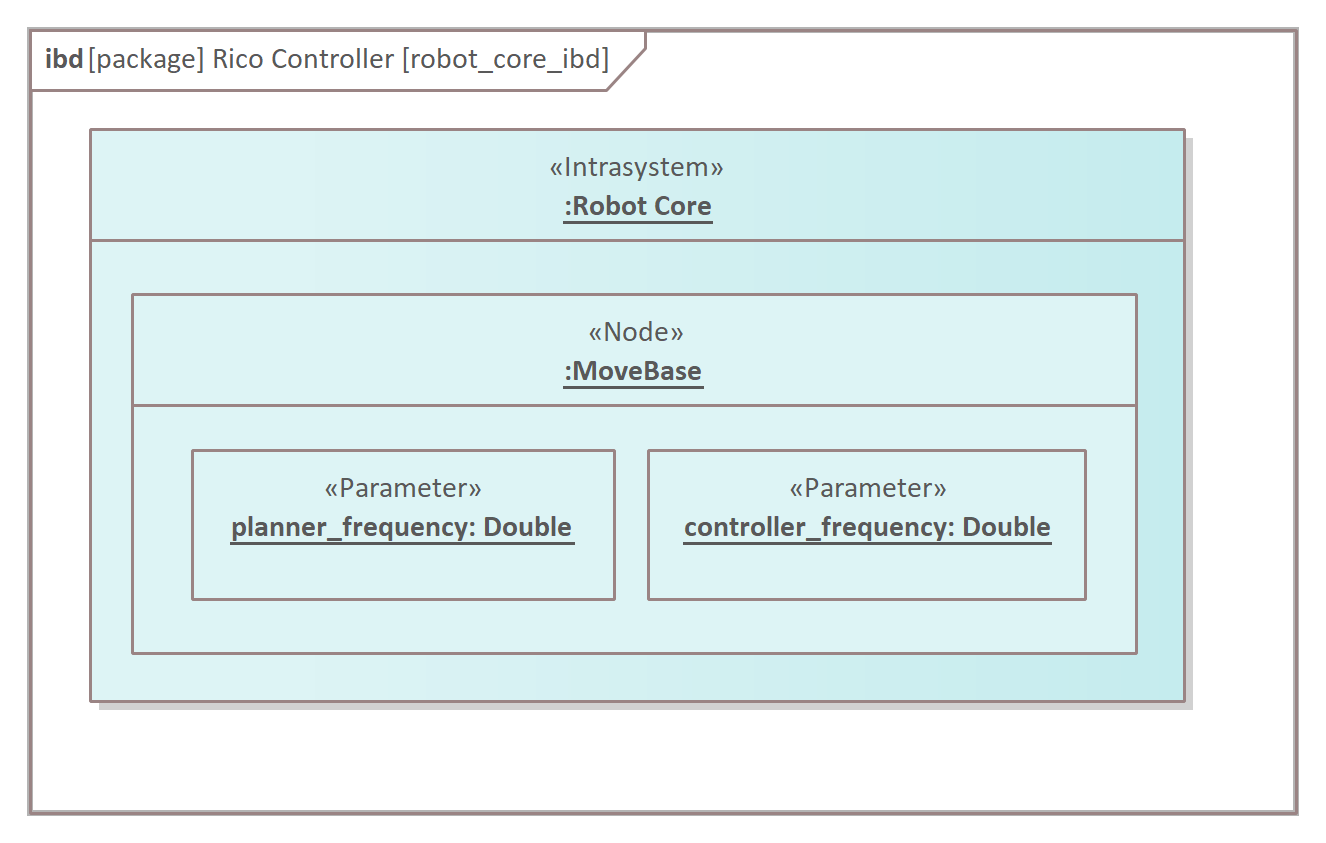 ibd [package] Rico Controller [robot_core_ibd]
«Intrasystem»
:Robot Core
«Node»
:MoveBase
«Parameter»
planner_frequency: Double
«Parameter»
controller_frequency: Double